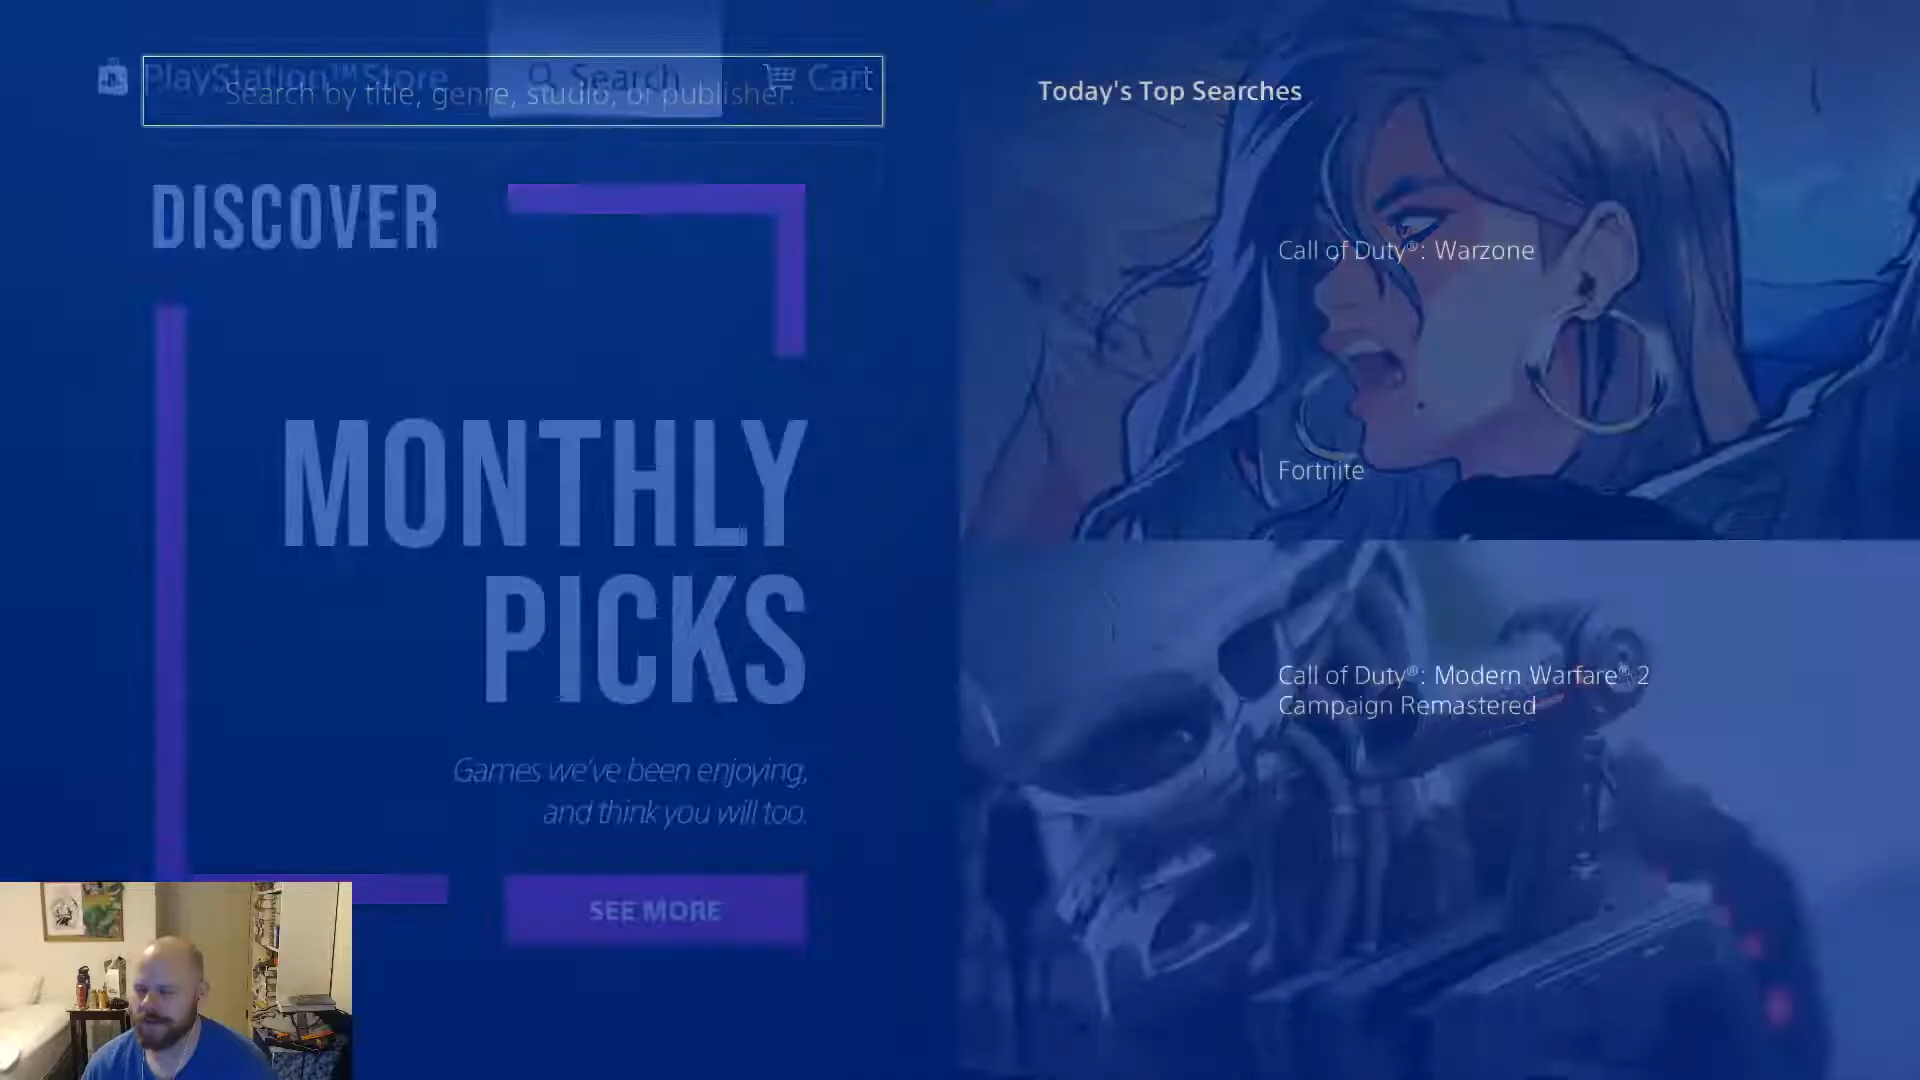 PlayStation™Store
Search
Cart
Search by title, genre, studio, or publisher.
Today's Top Searches
DISCOVER
Call of Duty®: Warzone
MONTHLY
Fortnite
PICKS
Call of Duty®: Modern Warfare® 2
Campaign Remastered
Games we've been enjoying,
and think you will too.
SEE MORE